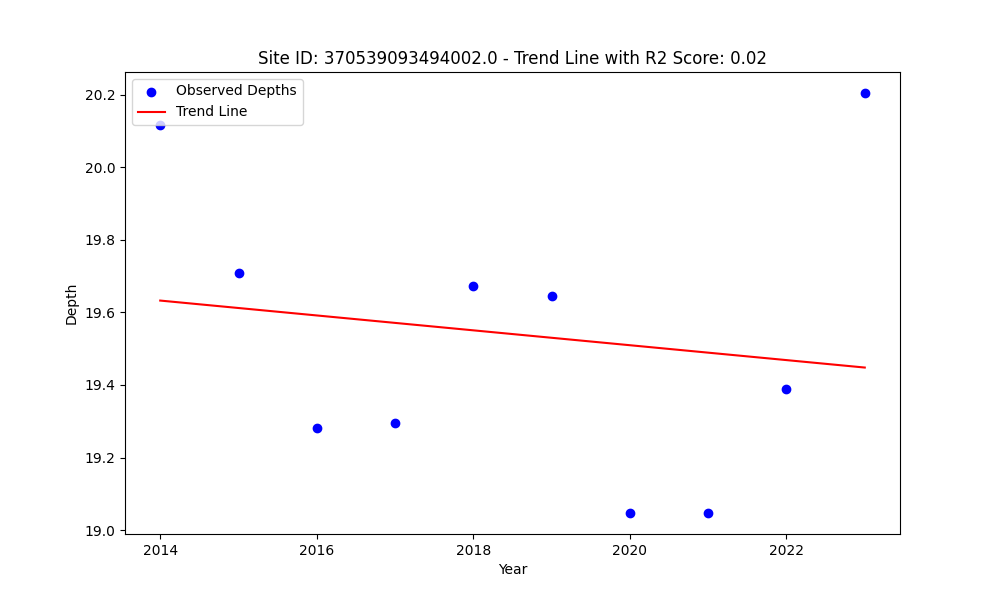 Site ID: 370539093494002.0 - Trend Line with R2 Score: 0.02
Observed Depths
Trend Line
20.2
20.0
19.8
19.6
19.4
19.2
19.0
Depth
2014
2016
2018
2020
2022
Year